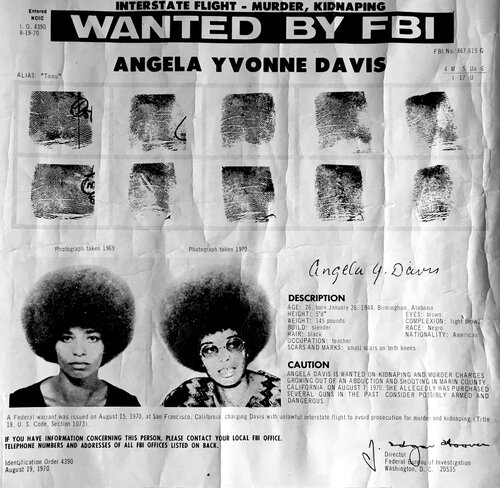 INTERSTATE FLIGHT - MURDER, KIDNAPING
Entered
NCIC
I. O. 4390
8-19-70
WANTED BY FBI
FBI No. 867,615 G
ANGELA YVONNE DAVIS
ALIAS: "Tamu"
4 M 5 Ua 6
I 17 U
Photograph taken 1969
Photograph taken 1970
Angela Y. Davis
DESCRIPTION
AGE: 26, born January 26, 1944, Birmingham, Alabama
HEIGHT: 5'8"
EYES: brown
WEIGHT: 145 pounds
COMPLEXION: light brown
BUILD: slender
RACE: Negro
HAIR: black
NATIONALITY: American
OCCUPATION: teacher
SCARS AND MARKS: small scars on both knees
CAUTION
ANGELA DAVIS IS WANTED ON KIDNAPING AND MURDER CHARGES
GROWING OUT OF AN ABDUCTION AND SHOOTING IN MARIN COUNTY,
CALIFORNIA, ON AUGUST 7, 1970. SHE ALLEGEDLY HAS PURCHASED
SEVERAL GUNS IN THE PAST. CONSIDER POSSIBLY ARMED AND
DANGEROUS.
A Federal warrant was issued on August 15, 1970, at San Francisco, California, charging Davis with unlawful interstate flight to avoid prosecution for murder and kidnaping (Title
18, U. S. Code, Section 1073).
IF YOU HAVE INFORMATION CONCERNING THIS PERSON, PLEASE CONTACT YOUR LOCAL FBI OFFICE.
TELEPHONE NUMBERS AND ADDRESSES OF ALL FBI OFFICES LISTED ON BACK.
Identification Order 4390
August 19, 1970
J. Edgar Hoover
Director
Federal Bureau of Investigation
Washington, D. C. 20535